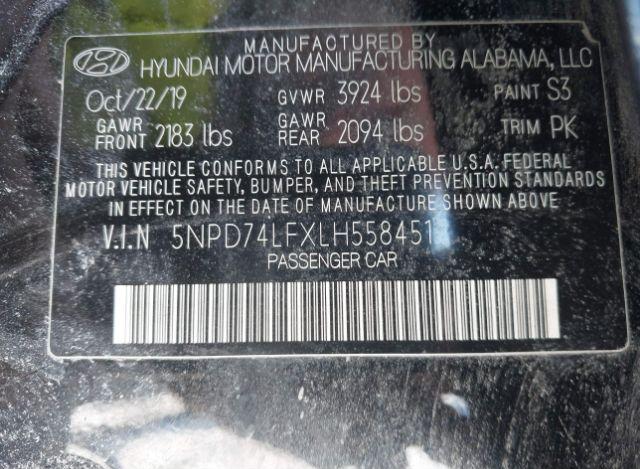 MANUFACTURED BY
HYUNDAI MOTOR MANUFACTURING ALABAMA, LLC
Oct/22/19 GVWR 3924 lbs PAINT S3
GAWR FRONT 2183 lbs GAWR REAR 2094 lbs TRIM PK
THIS VEHICLE CONFORMS TO ALL APPLICABLE U.S.A. FEDERAL
MOTOR VEHICLE SAFETY, BUMPER, AND THEFT PREVENTION STANDARDS
IN EFFECT ON THE DATE OF MANUFACTURE SHOWN ABOVE.
V.I.N 5NPD74LFXLH558451
PASSENGER CAR